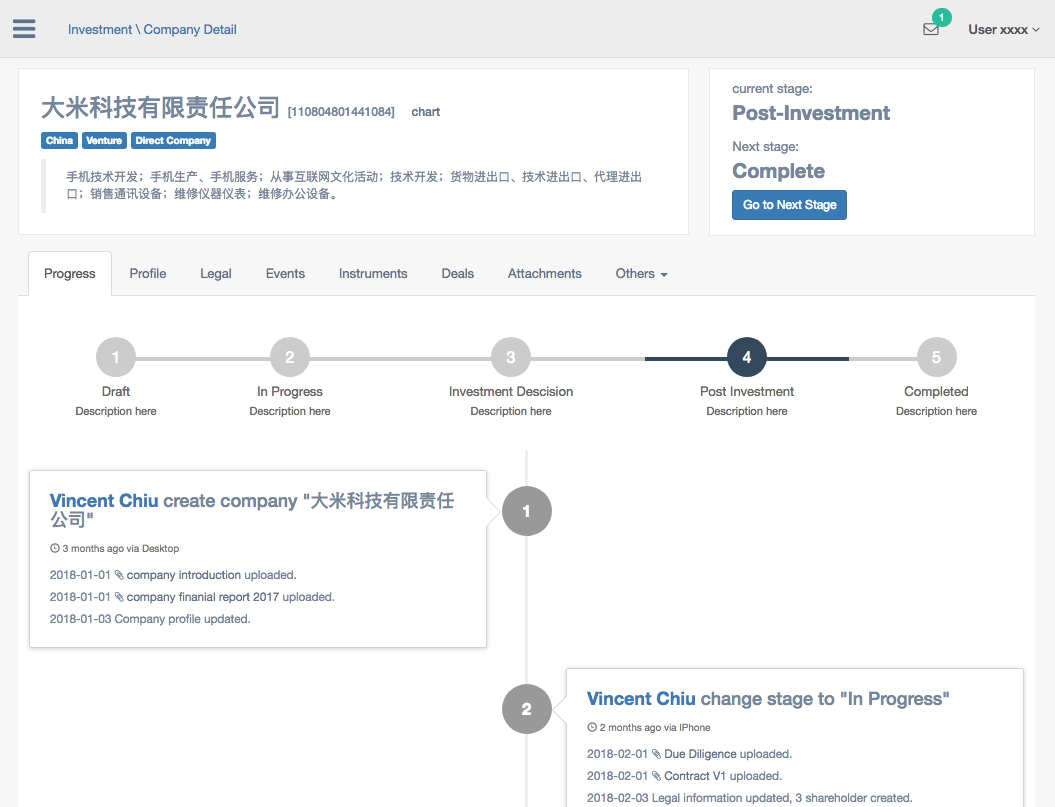 Investment \ Company Detail
1
User xxxx
大米科技有限责任公司 [110804801441084] chart
China Venture Direct Company
手机技术开发；手机生产、手机服务；从事互联网文化活动；技术开发；货物进出口、技术进出口、代理进出
口；销售通讯设备；维修仪器仪表；维修办公设备。
current stage:
Post-Investment
Next stage:
Complete
Go to Next Stage
Progress Profile Legal Events Instruments Deals Attachments Others
1 2 3 4 5
Draft In Progress Investment Descision Post Investment Completed
Description here Description here Description here Description here Description here
Vincent Chiu create company "大米科技有限责任
公司"
3 months ago via Desktop
2018-01-01 company introduction uploaded.
2018-01-01 company finanial report 2017 uploaded.
2018-01-03 Company profile updated.
1
2
Vincent Chiu change stage to "In Progress"
2 months ago via IPhone
2018-02-01 Due Diligence uploaded.
2018-02-01 Contract V1 uploaded.
2018-02-03 Legal information updated, 3 shareholder created.